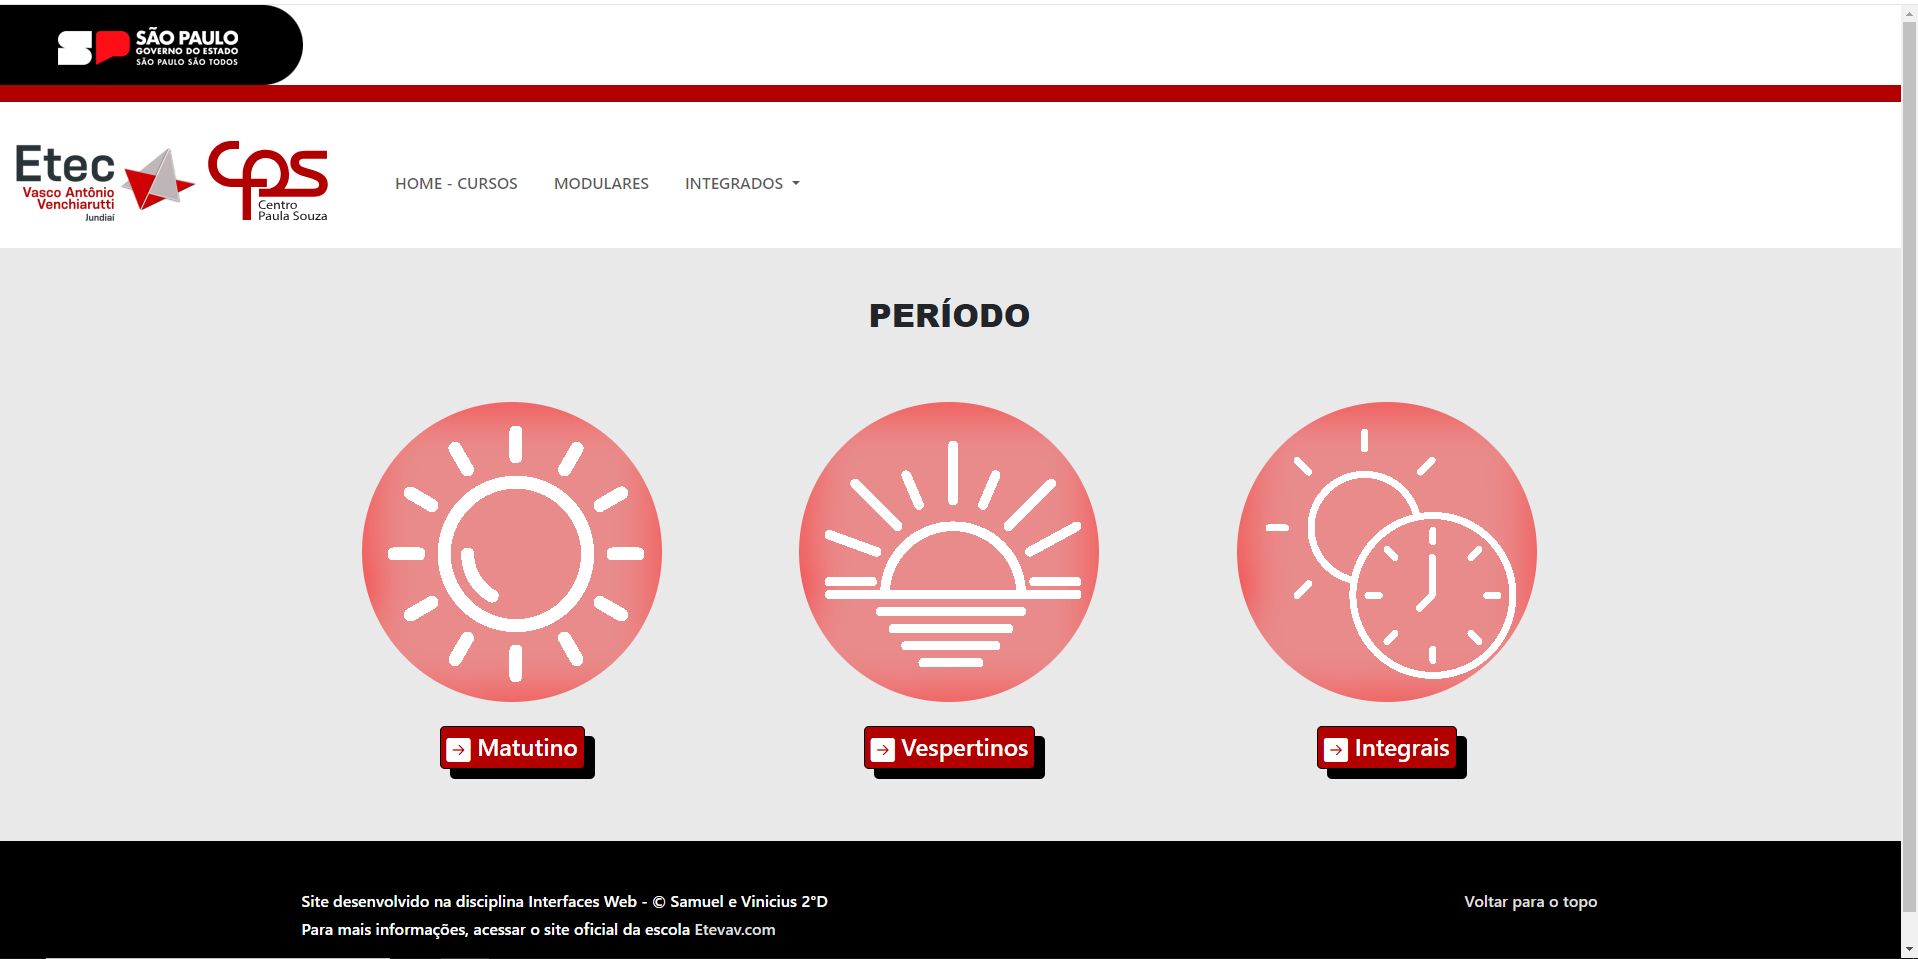 SÃO PAULO
GOVERNO DO ESTADO
SÃO PAULO SÃO TODOS
Etec
Vasco Antônio
Venchiarutti
Jundiaí
cps
Centro
Paula Souza
HOME - CURSOS
MODULARES
INTEGRADOS
PERÍODO
Matutino
Vespertinos
Integrais
Site desenvolvido na disciplina Interfaces Web - © Samuel e Vinicius 2°D
Voltar para o topo
Para mais informações, acessar o site oficial da escola Etevav.com